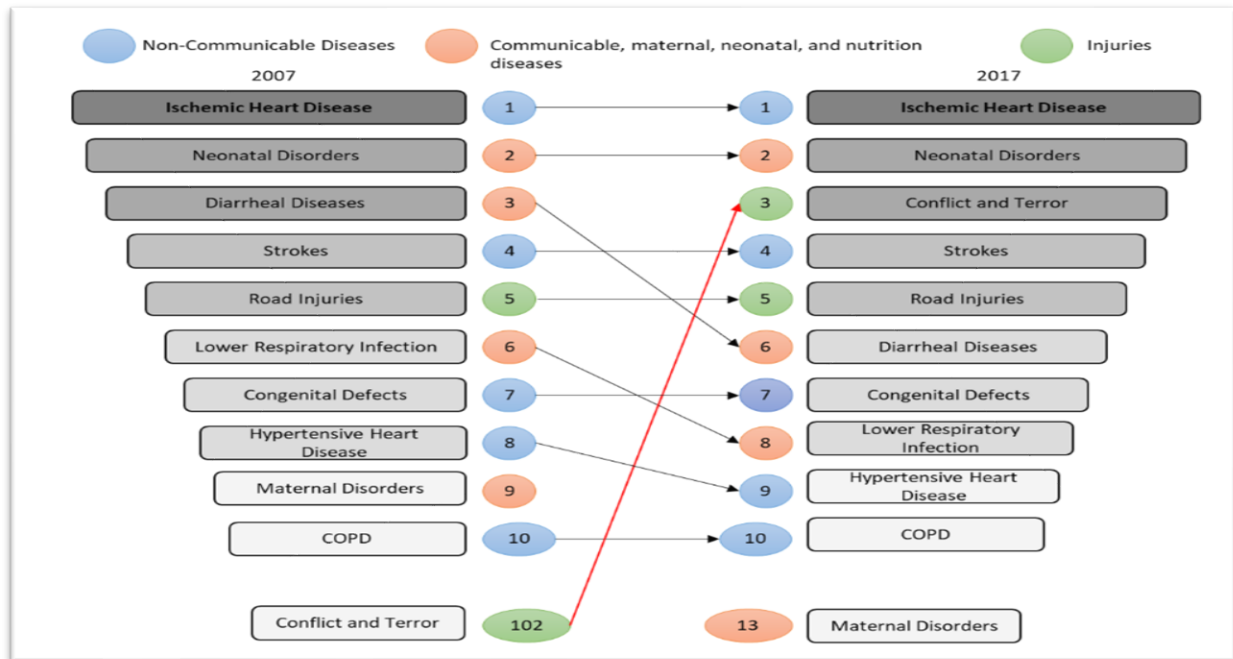 Non-Communicable Diseases
Communicable, maternal, neonatal, and nutrition
diseases
Injuries
2007
2017
Ischemic Heart Disease 1 1 Ischemic Heart Disease
Neonatal Disorders 2 2 Neonatal Disorders
Diarrheal Diseases 3 3 Conflict and Terror
Strokes 4 4 Strokes
Road Injuries 5 5 Road Injuries
Lower Respiratory Infection 6 6 Diarrheal Diseases
Congenital Defects 7 7 Congenital Defects
Hypertensive Heart
Disease
8 8 Lower Respiratory
Infection
Maternal Disorders 9 9 Hypertensive Heart
Disease
COPD 10 10 COPD
Conflict and Terror 102 13 Maternal Disorders